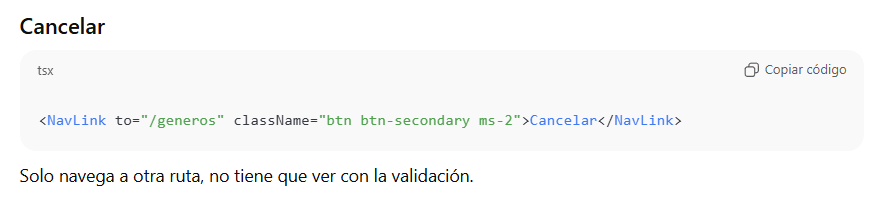 Cancelar
tsx
Copiar código
<NavLink to="/generos" className="btn btn-secondary ms-2">Cancelar</NavLink>
Solo navega a otra ruta, no tiene que ver con la validación.